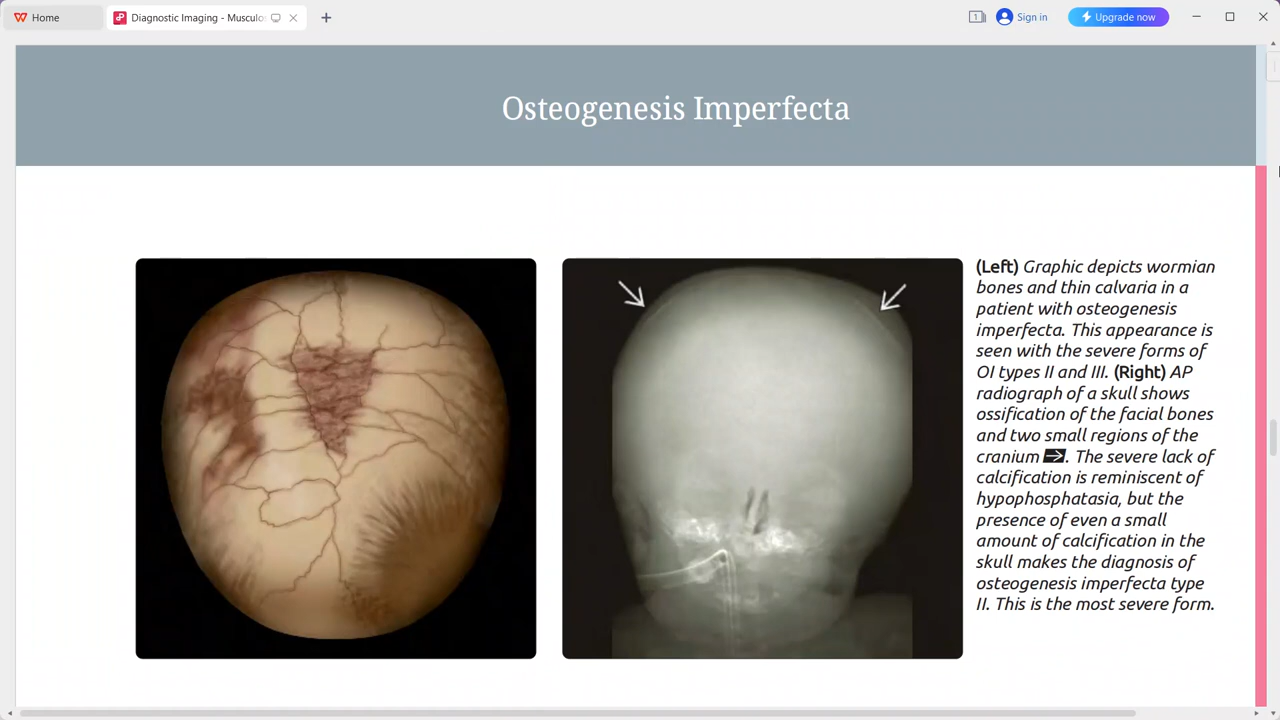 Home
Diagnostic Imaging - Musculo
1
Sign in
Upgrade now
Osteogenesis Imperfecta
(Left) Graphic depicts wormian
bones and thin calvaria in a
patient with osteogenesis
imperfecta. This appearance is
seen with the severe forms of
OI types II and III. (Right) AP
radiograph of a skull shows
ossification of the facial bones
and two small regions of the
cranium ➡. The severe lack of
calcification is reminiscent of
hypophosphatasia, but the
presence of even a small
amount of calcification in the
skull makes the diagnosis of
osteogenesis imperfecta type
II. This is the most severe form.